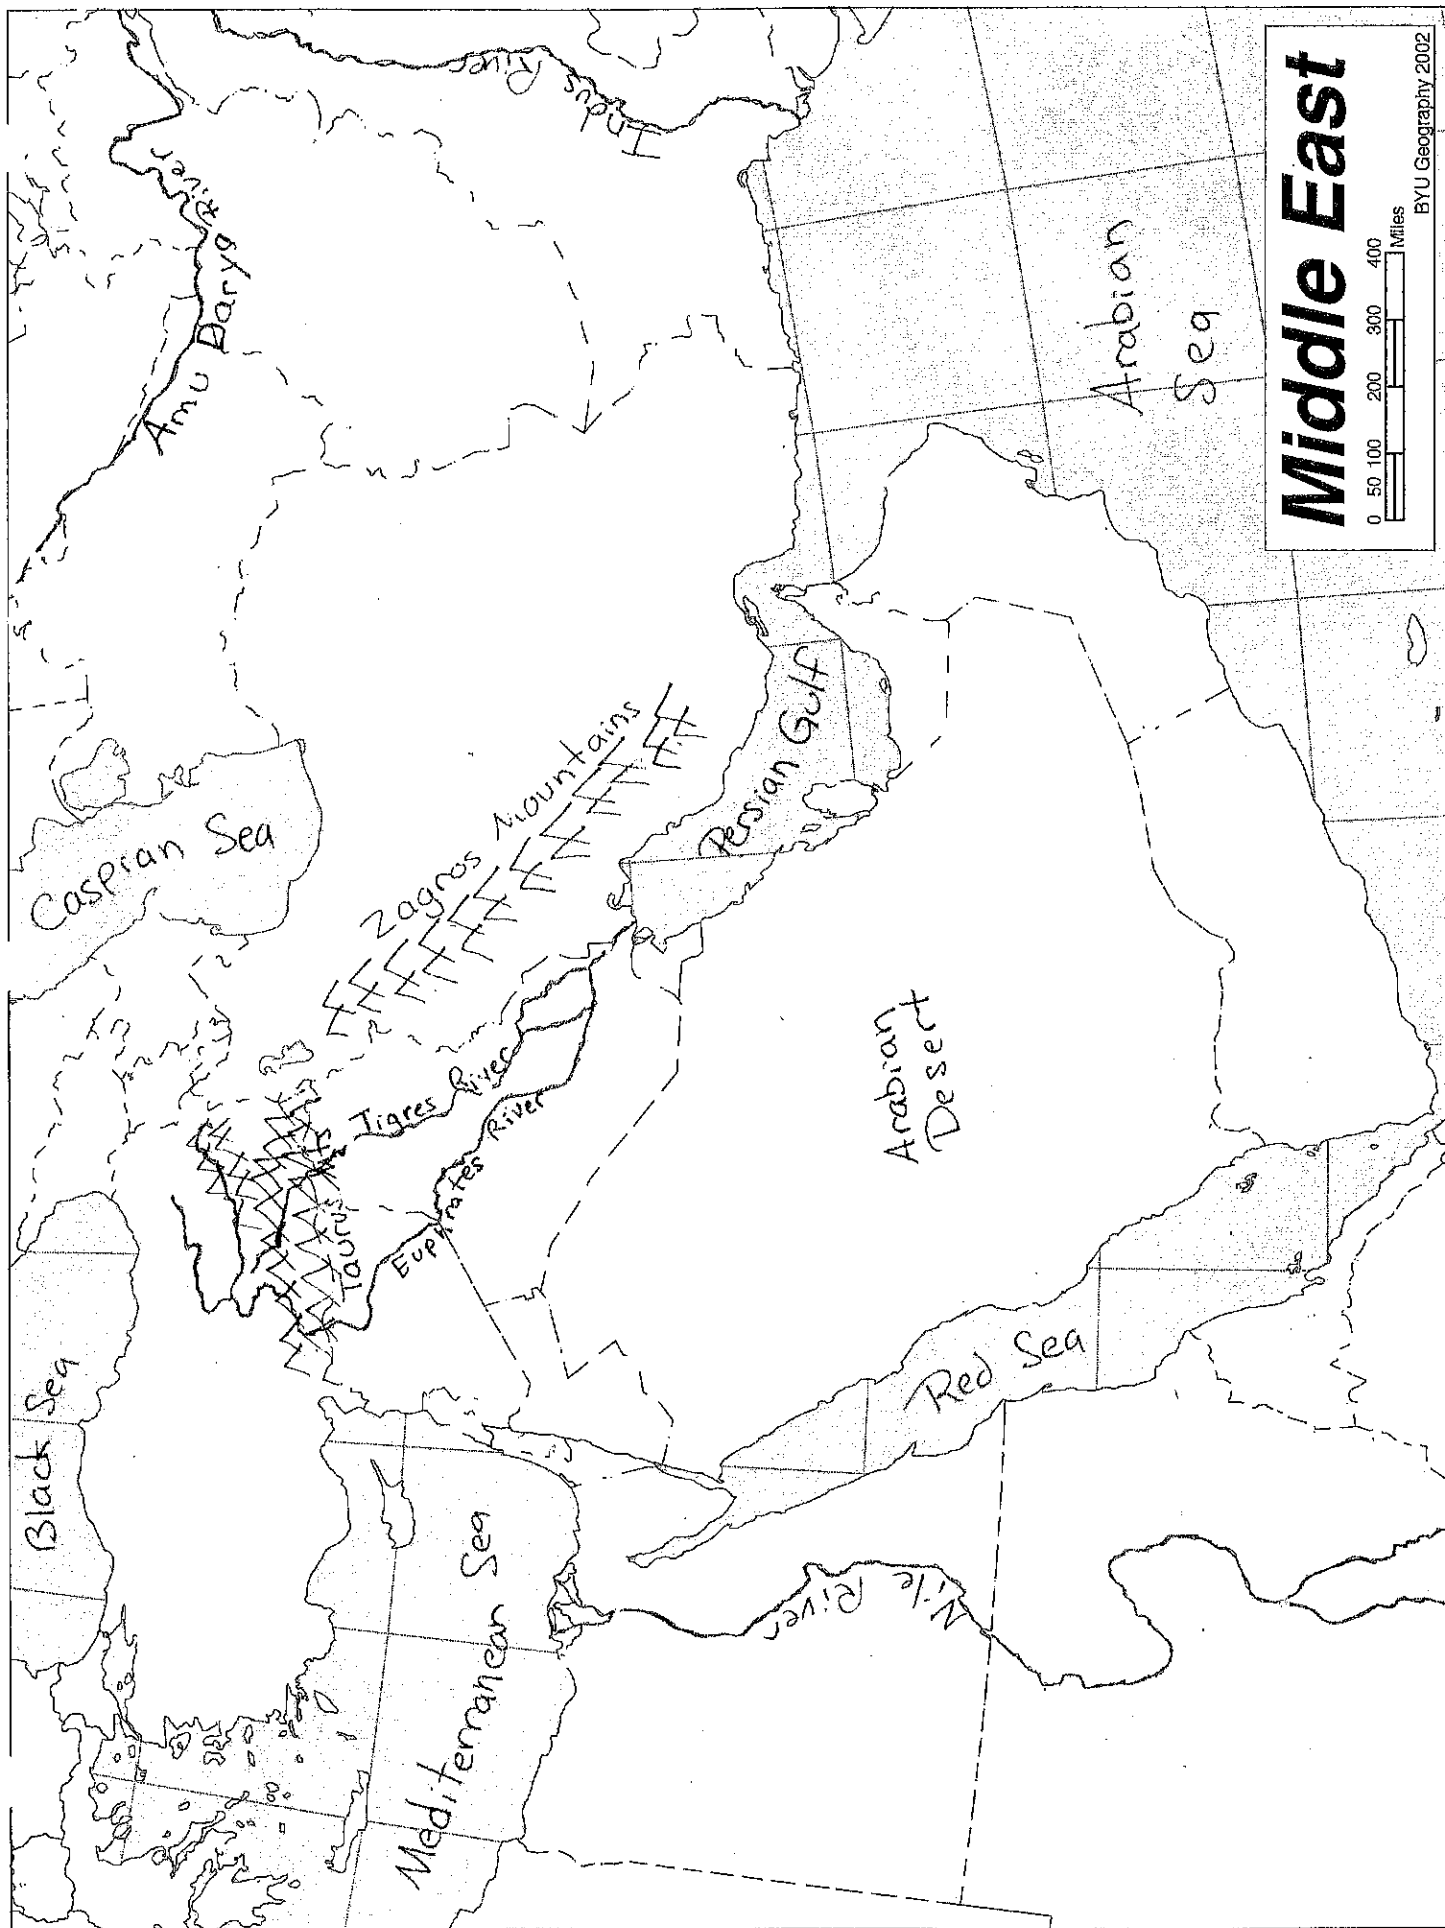 Black Sea
Caspian Sea
Amu Darya River
Indus River
Zagros Mountains
Taurus
Tigres River
Euphrates River
Mediterranean Sea
Persian Gulf
Arabian
Desert
Nile River
Red Sea
Arabian
Sea
Middle East
0 50 100 200 300 400
Miles
BYU Geography 2002